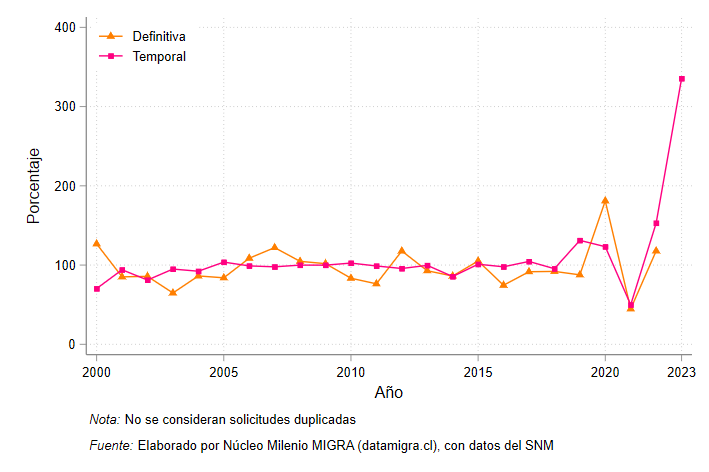 400
300
200
100
0
Porcentaje
Definitiva
Temporal
2000
2005
2010
2015
2020
2023
Año
Nota: No se consideran solicitudes duplicadas
Fuente: Elaborado por Núcleo Milenio MIGRA (datamigra.cl), con datos del SNM